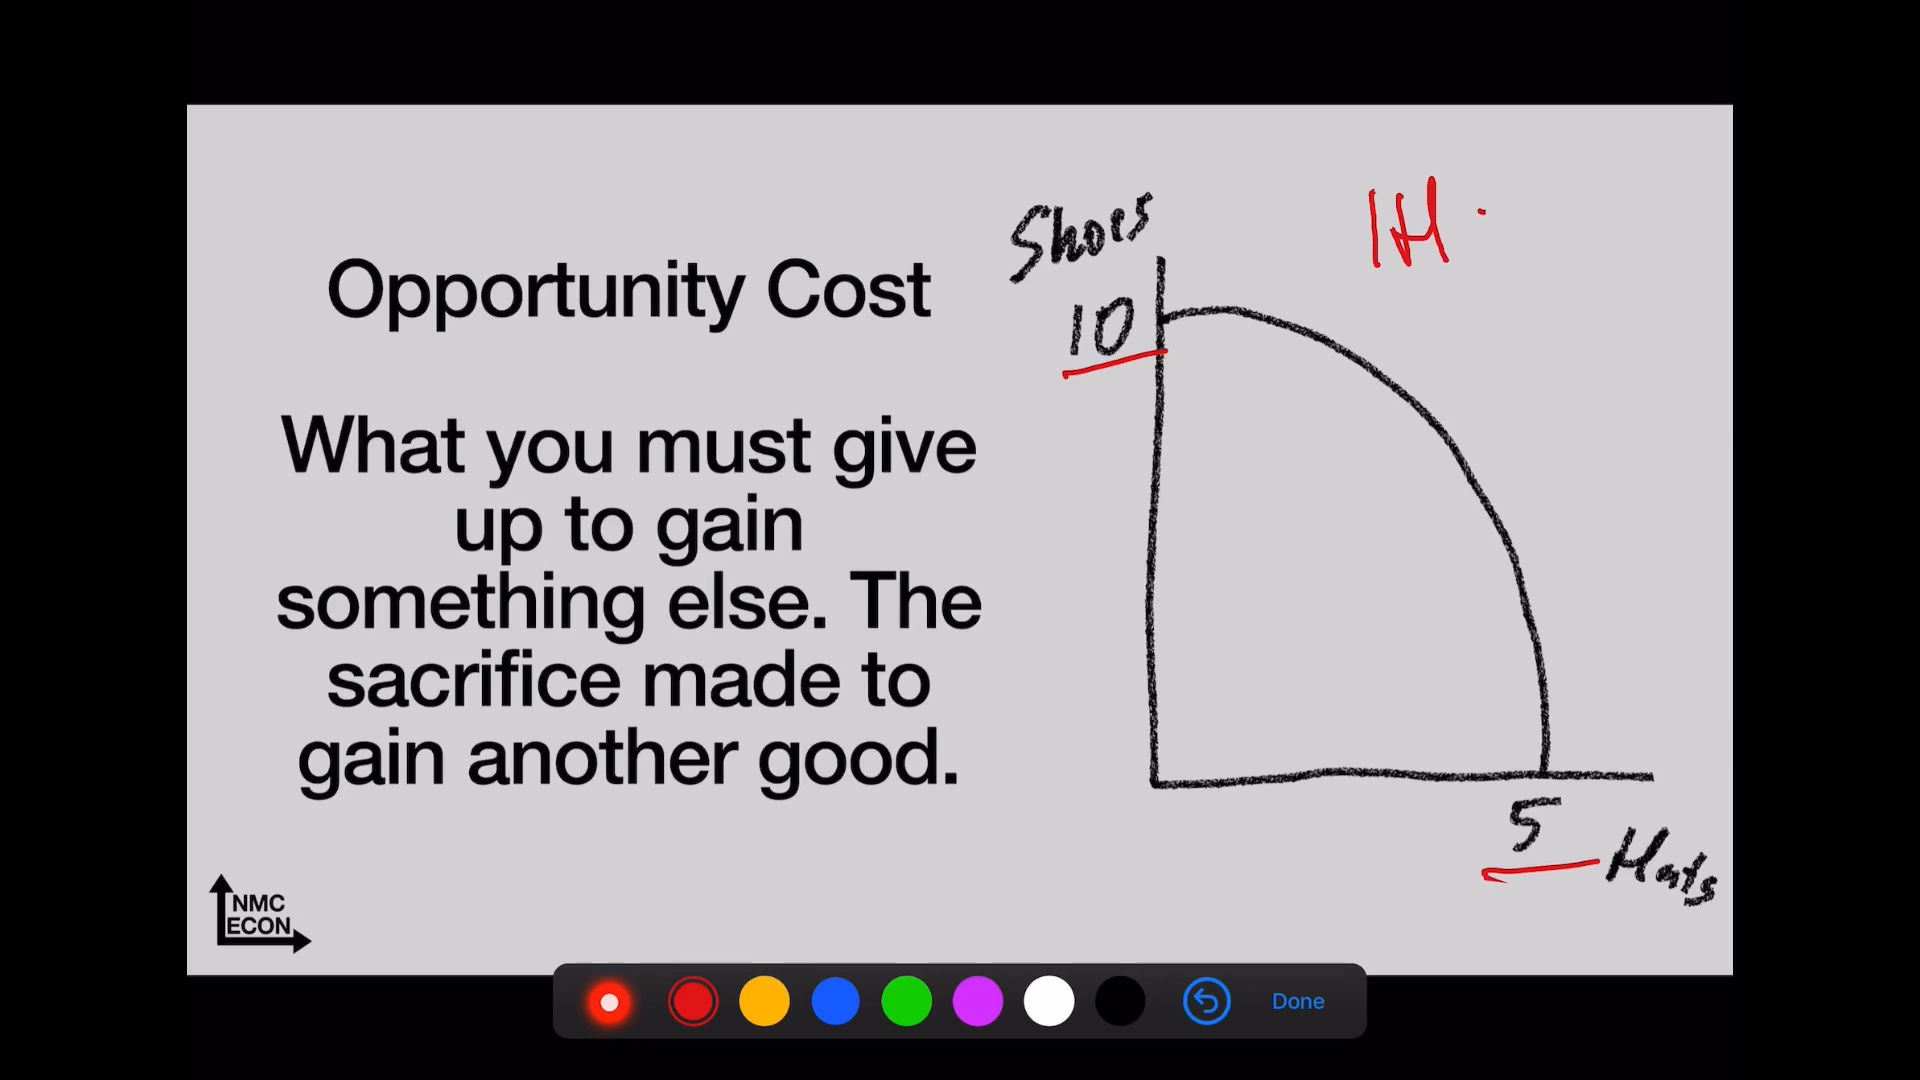 Opportunity Cost
What you must give
up to gain
something else. The
sacrifice made to
gain another good.
Shoes
10
1H
5
Hats
NMC
ECON
Done